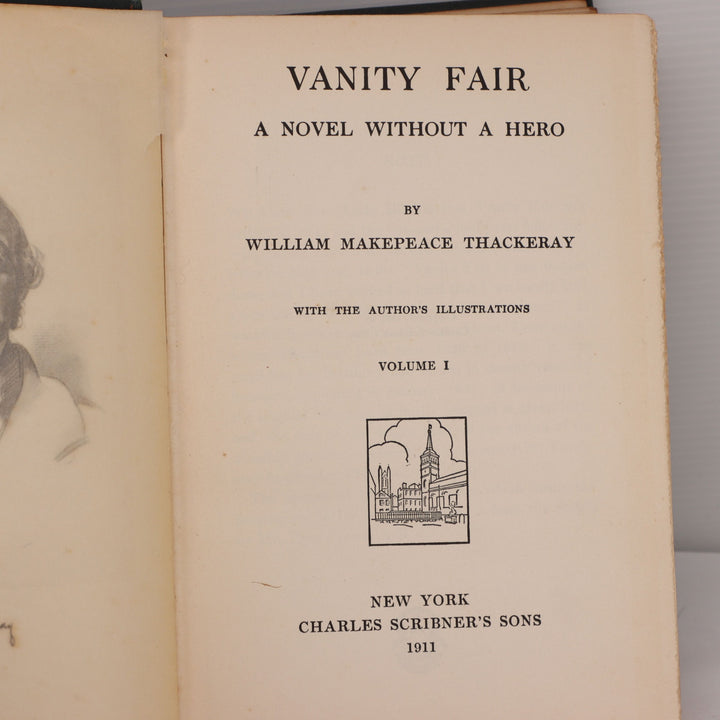 VANITY FAIR
A NOVEL WITHOUT A HERO
BY
WILLIAM MAKEPEACE THACKERAY
WITH THE AUTHOR'S ILLUSTRATIONS
VOLUME I
NEW YORK
CHARLES SCRIBNER'S SONS
1911